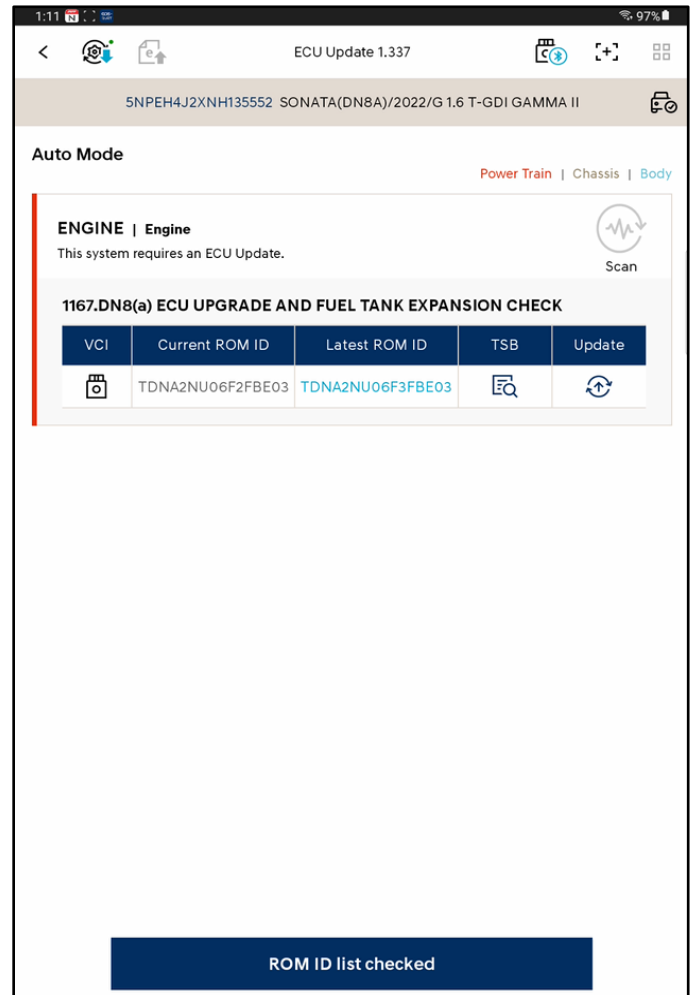 1:11 97%
ECU Update 1.337
5NPEH4J2XNH135552 SONATA(DN8A)/2022/G 1.6 T-GDI GAMMA II
Auto Mode
Power Train | Chassis | Body
ENGINE | Engine
This system requires an ECU Update.
Scan
1167.DN8(a) ECU UPGRADE AND FUEL TANK EXPANSION CHECK
VCI Current ROM ID Latest ROM ID TSB Update
TDNA2NU06F2FBE03 TDNA2NU06F3FBE03
ROM ID list checked